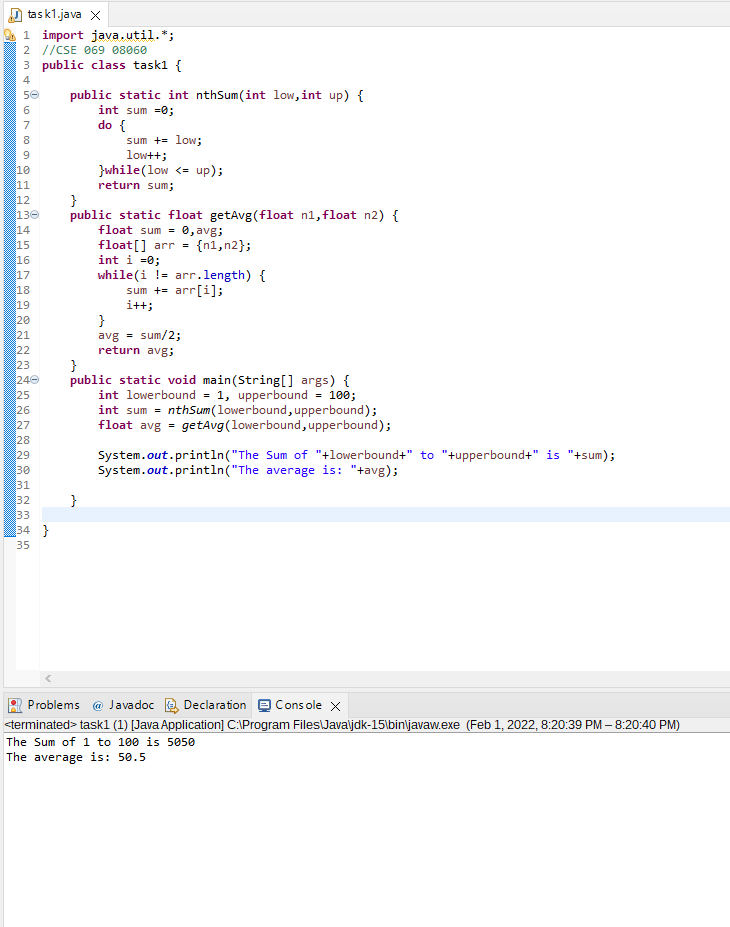 task1.java
1 import java.util.*;
2 //CSE 069 08060
3 public class task1 {
4
5 public static int nthSum(int low,int up) {
6 int sum =0;
7 do {
8 sum += low;
9 low++;
10 }while(low <= up);
11 return sum;
12 }
13 public static float getAvg(float n1,float n2) {
14 float sum = 0,avg;
15 float[] arr = {n1,n2};
16 int i =0;
17 while(i != arr.length) {
18 sum += arr[i];
19 i++;
20 }
21 avg = sum/2;
22 return avg;
23 }
24 public static void main(String[] args) {
25 int lowerbound = 1, upperbound = 100;
26 int sum = nthSum(lowerbound,upperbound);
27 float avg = getAvg(lowerbound,upperbound);
28
29 System.out.println("The Sum of "+lowerbound+" to "+upperbound+" is "+sum);
30 System.out.println("The average is: "+avg);
31
32 }
33
34 }
35
Problems @ Javadoc Declaration Console
<terminated> task1 (1) [Java Application] C:\Program Files\Java\jdk-15\bin\javaw.exe (Feb 1, 2022, 8:20:39 PM – 8:20:40 PM)
The Sum of 1 to 100 is 5050
The average is: 50.5